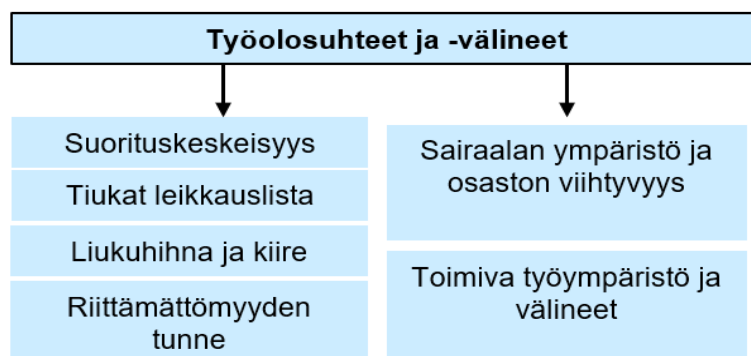 Työolosuhteet ja -välineet
Suorituskeskeisyys
Tiukat leikkauslista
Liukuhihna ja kiire
Riittämättömyyden
tunne
Sairaalan ympäristö ja
osaston viihtyvyys
Toimiva työympäristö ja
välineet